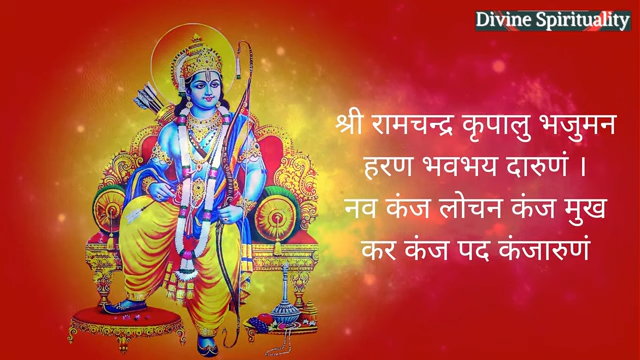 Divine Spirituality
श्री रामचन्द्र कृपालु भजुमन
हरण भवभय दारुणं ।
नव कंज लोचन कंज मुख
कर कंज पद कंजारुणं